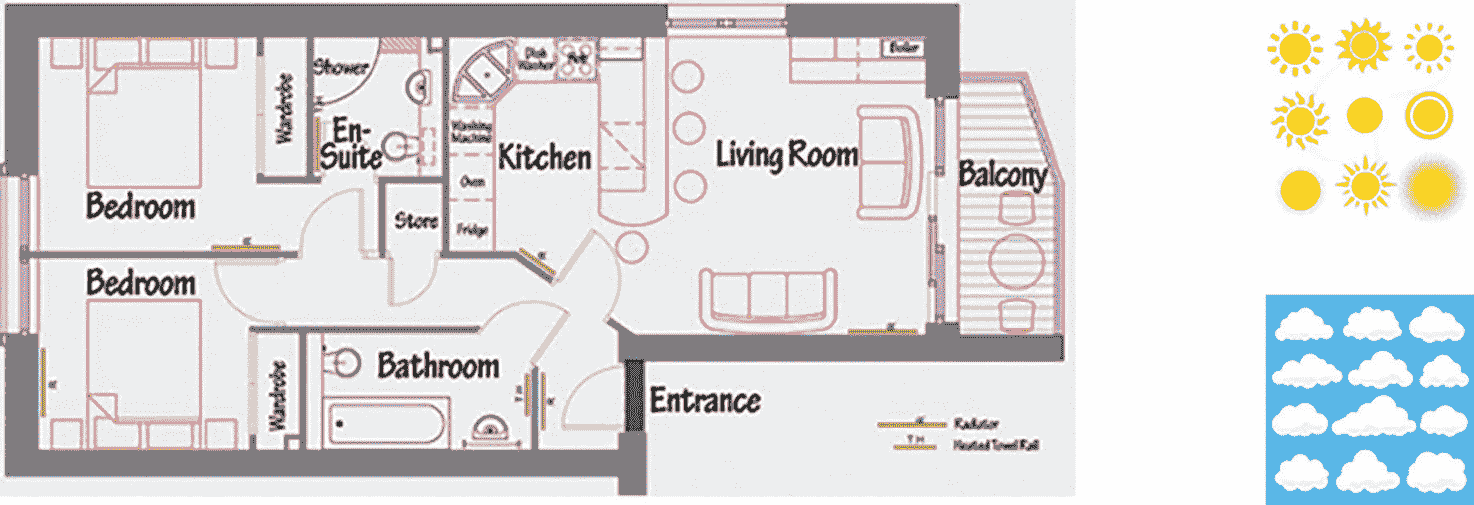 Shower
Wardrobe
En-
Suite
Bedroom
Store
Kitchen
Dish
Washer
Hob
Washing
Machine
Oven
Fridge
Living Room
Boiler
Balcony
Bedroom
Wardrobe
Bathroom
T H
Entrance
R
Radiator
T H
Heated Towel Rail